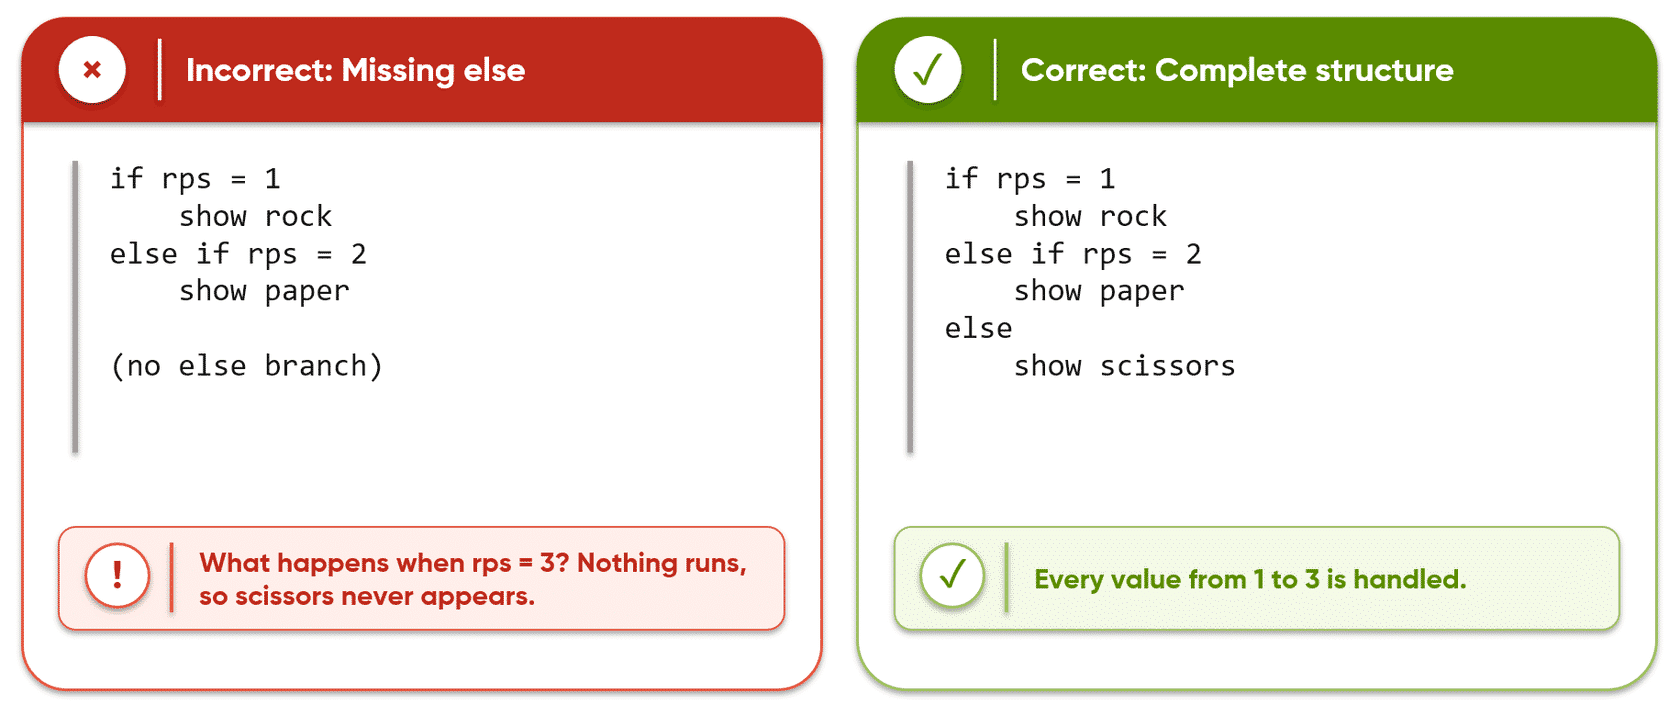 × Incorrect: Missing else
if rps = 1
    show rock
else if rps = 2
    show paper
(no else branch)
! What happens when rps = 3? Nothing runs,
so scissors never appears.
✓ Correct: Complete structure
if rps = 1
    show rock
else if rps = 2
    show paper
else
    show scissors
✓ Every value from 1 to 3 is handled.